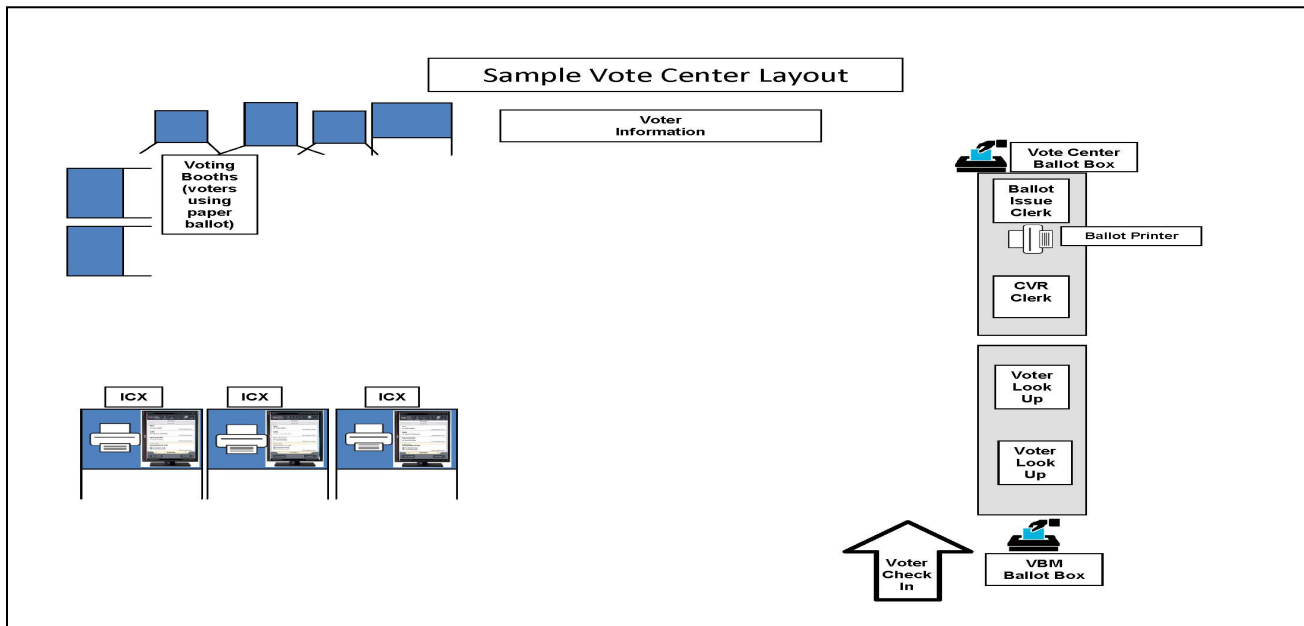 Sample Vote Center Layout
Voter
Information
Voting
Booths
(voters
using
paper
ballot)
Vote Center
Ballot Box
Ballot
Issue
Clerk
Ballot Printer
CVR
Clerk
ICX
ICX
ICX
Voter
Look
Up
Voter
Look
Up
Voter
Check
In
VBM
Ballot Box